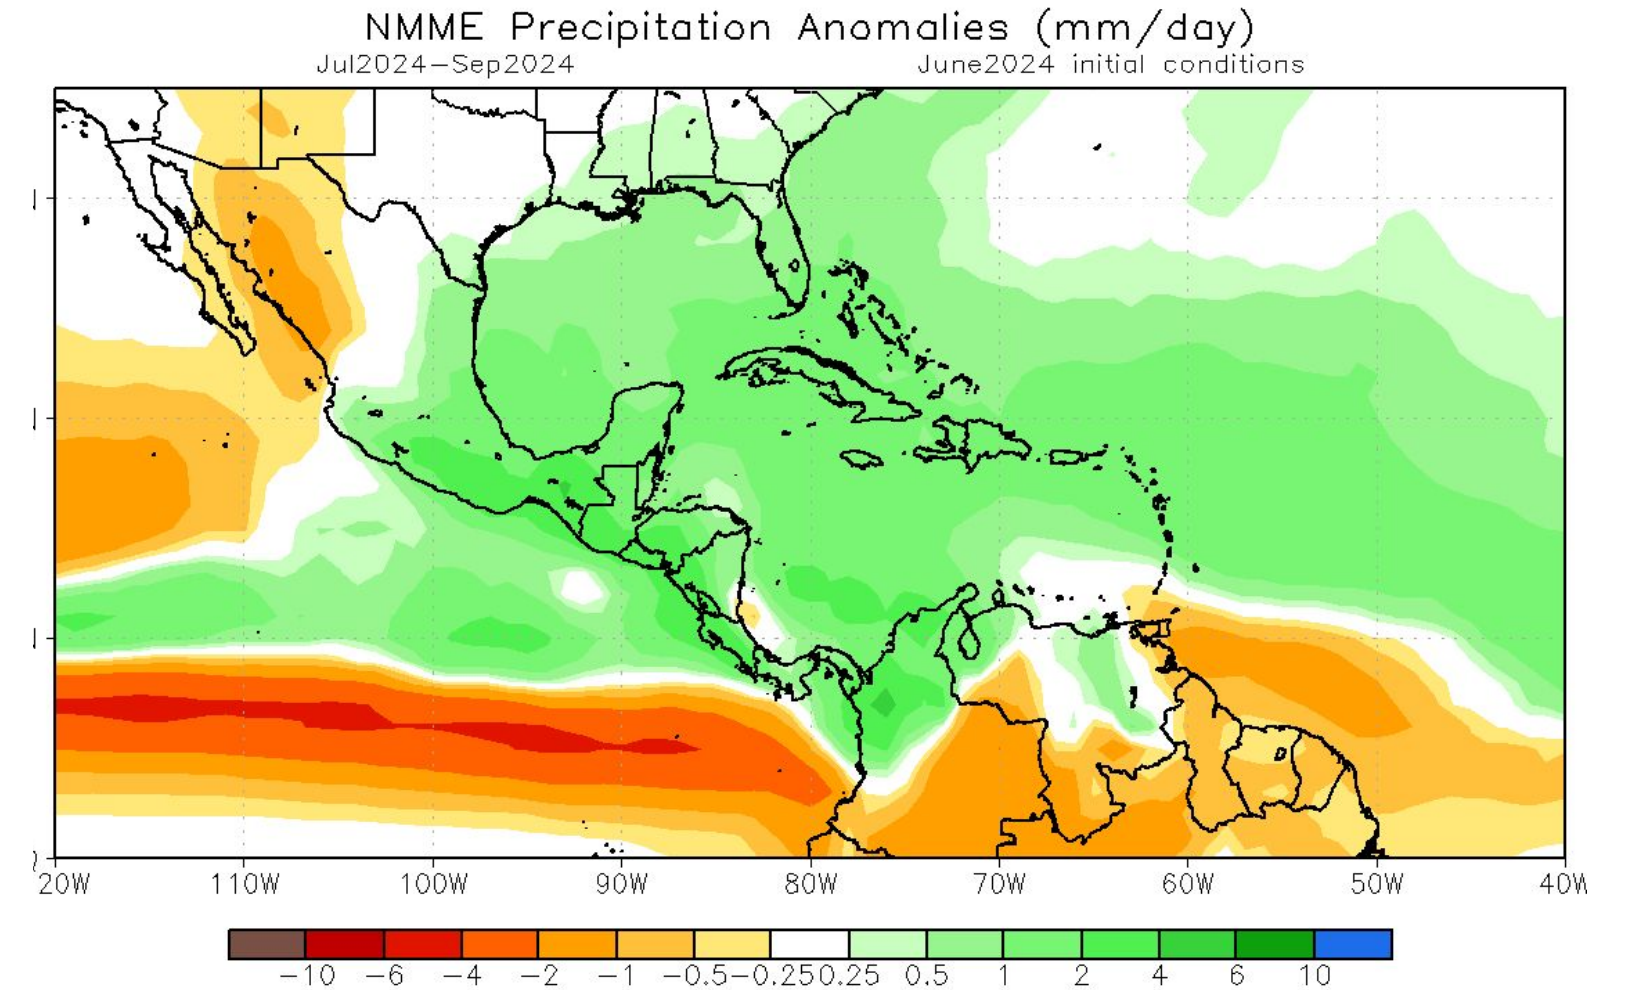 NMME Precipitation Anomalies (mm/day)
Jul2024-Sep2024 June2024 initial conditions
20W 110W 100W 90W 80W 70W 60W 50W 40W
-10 -6 -4 -2 -1 -0.5 -0.25 0.25 0.5 1 2 4 6 10